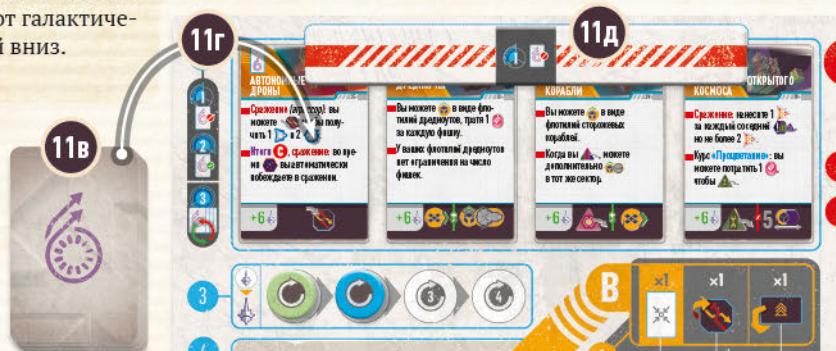 от галактиче-
й вниз.
11в
11г
11д
АВТОНОМНЫЕ
ДРОНЫ
Сражение
вы
можете
полу-
чить 1
и 2
Итоги
, сражение: во вре-
мя
вы автоматически
побеждаете в сражении.
+6
Вы можете
в виде фло-
тилий дредноутов, тратя 1
за каждую фишку.
У ваших флотилий дредноутов
нет ограничения на число
фишек.
+6
КОРАБЛИ
Вы можете
в виде
флотилий сторожевых
кораблей.
Когда вы
, можете
дополнительно
в тот же сектор.
+6
ОТКРЫТОГО
КОСМОСА
Сражение: нанесите 1
за каждый соседний
,
но не более 2
.
Курс «Процветание»: вы
можете потратить 1
,
чтобы
.
+6
5
1
2
3
3
3
4
B
×1
×1
×1